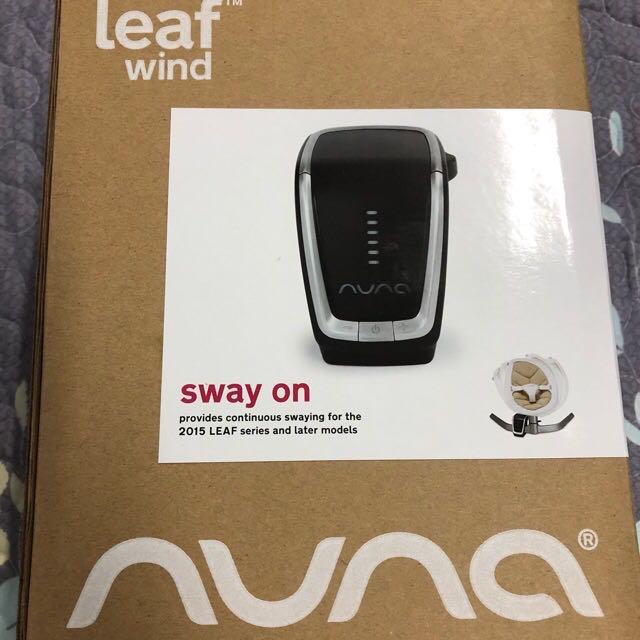 leaf™
wind
nuna
sway on
provides continuous swaying for the
2015 LEAF series and later models
nuna®